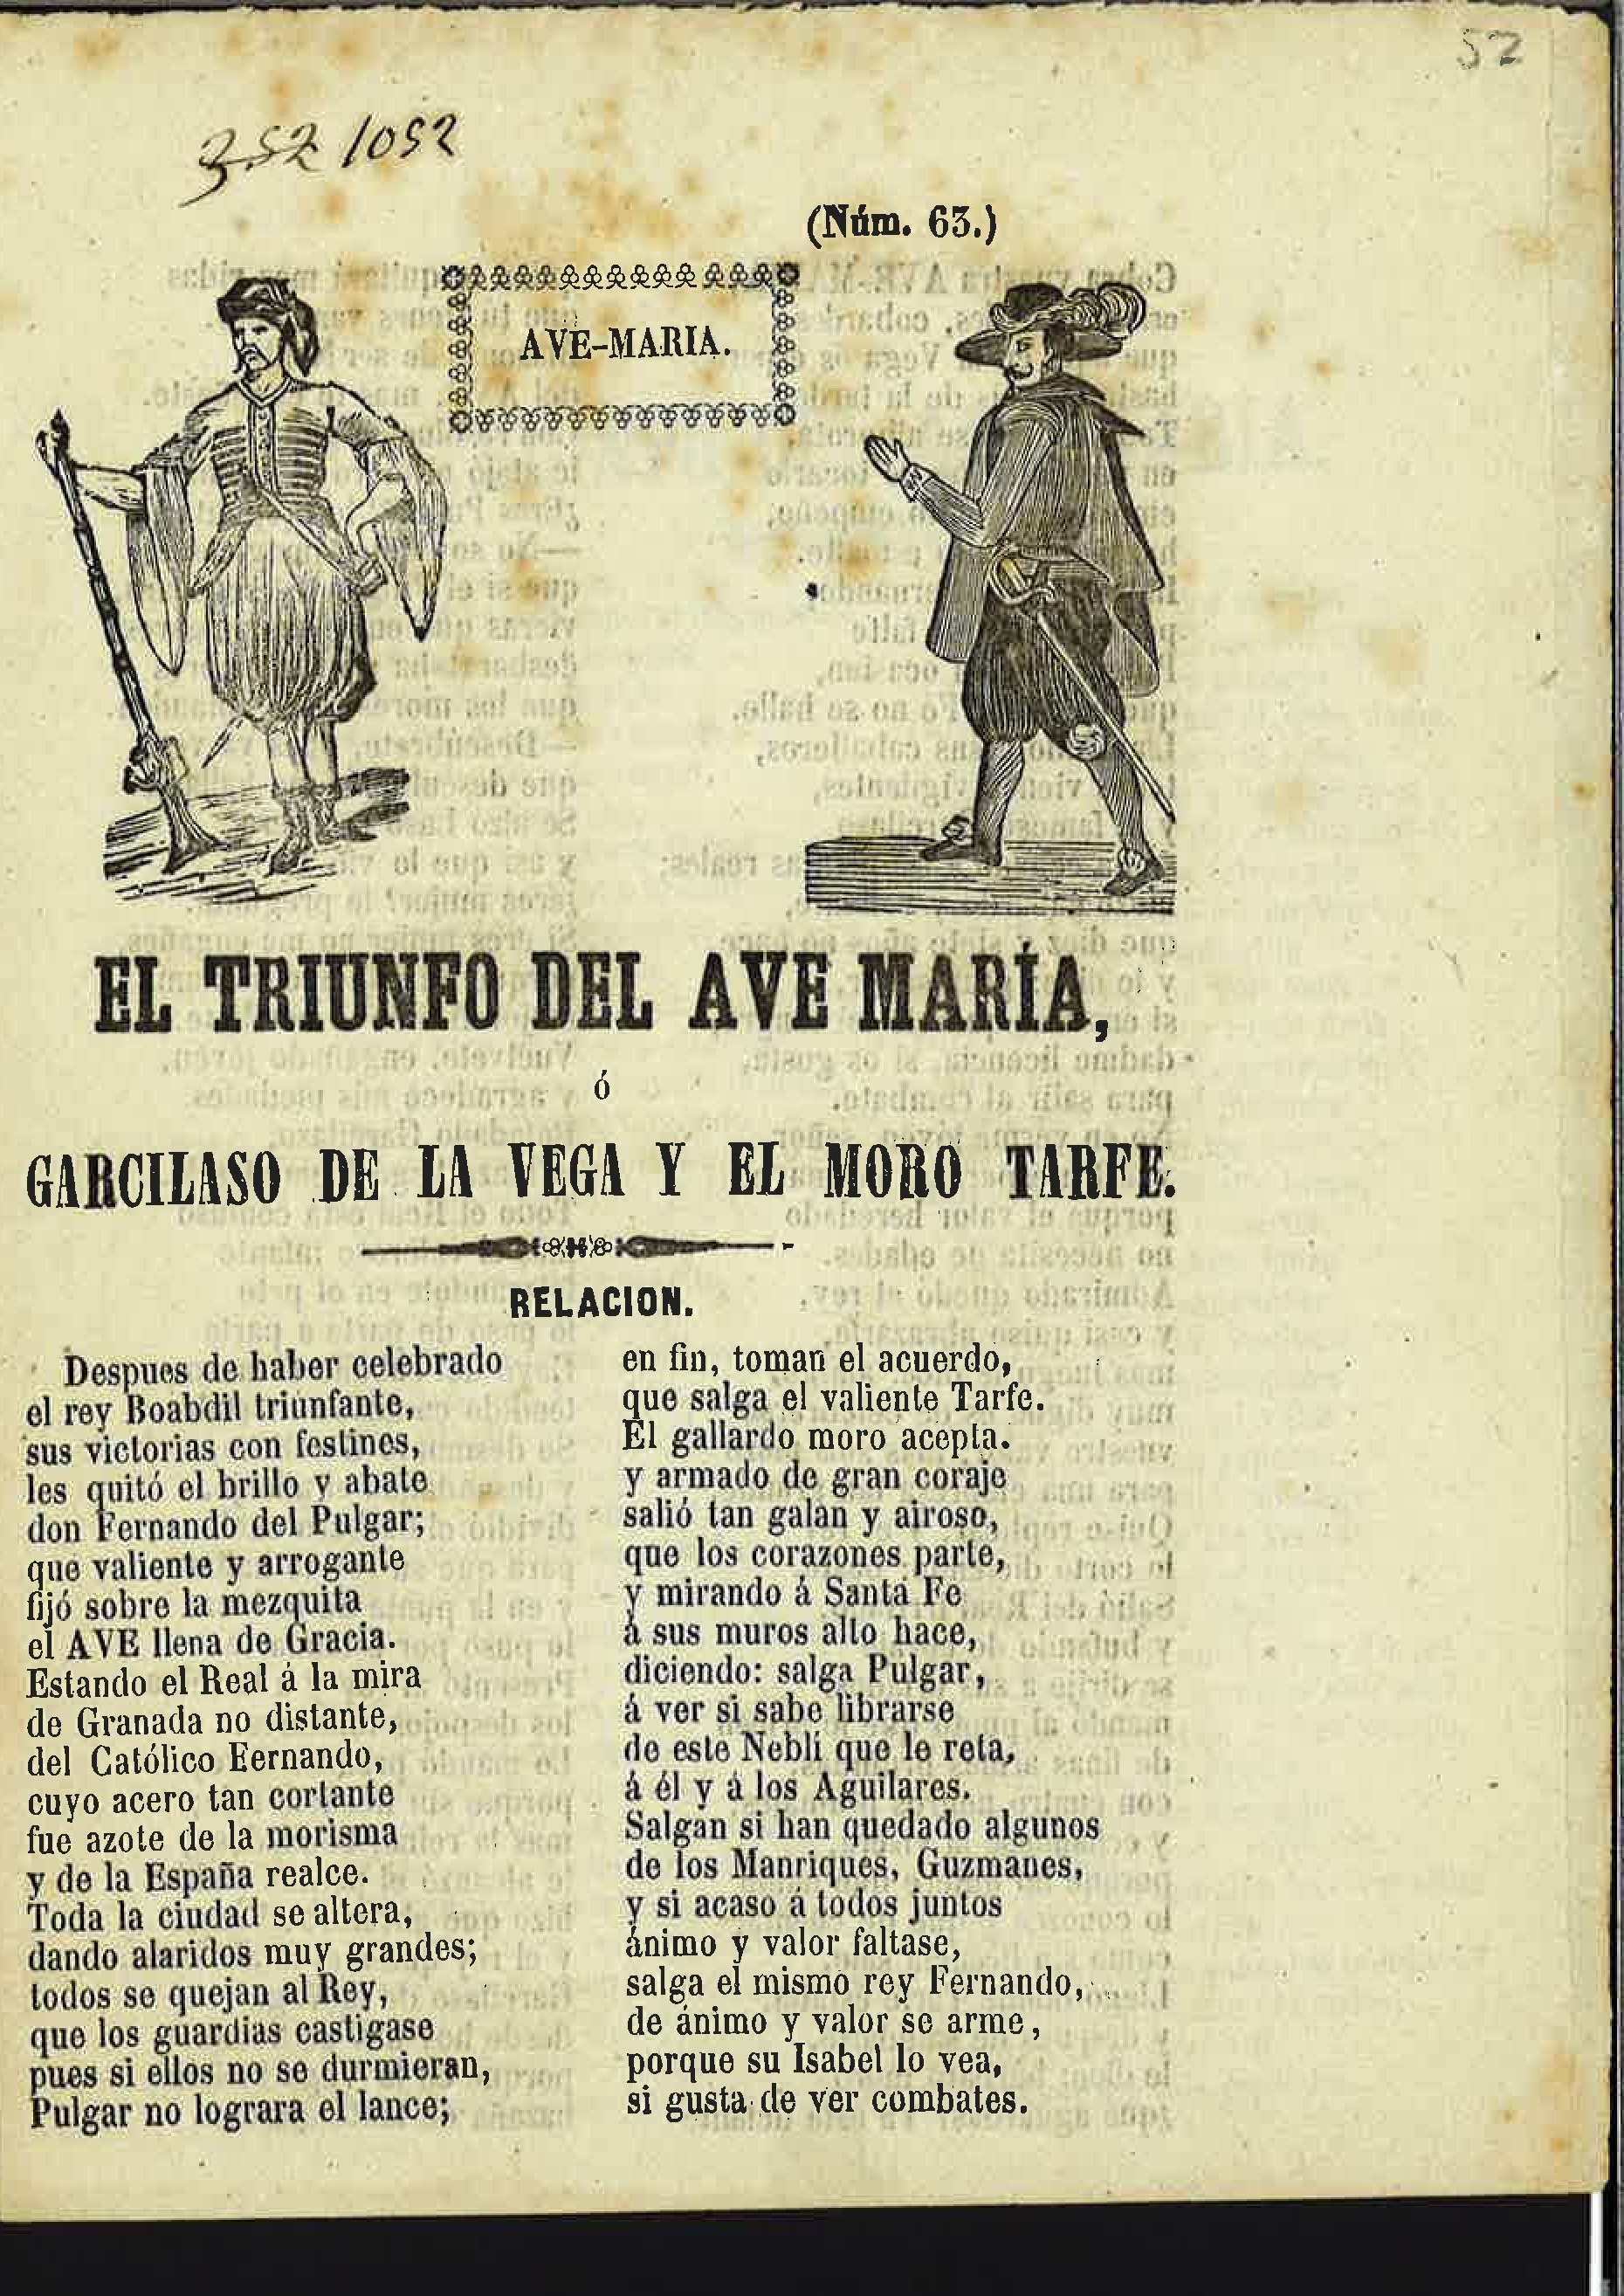 52
352 1052
(Núm. 63.)
AVE-MARIA.
EL TRIUNFO DEL AVE MARÍA,
ó
GARCILASO DE LA VEGA Y EL MORO TARFE.
RELACION.
Despues de haber celebrado
el rey Boabdil triunfante,
sus victorias con festines,
les quitó el brillo y abate
don Fernando del Pulgar;
que valiente y arrogante
fijó sobre la mezquita
el AVE llena de Gracia.
Estando el Real á la mira
de Granada no distante,
del Católico Eernando,
cuyo acero tan cortante
fue azote de la morisma
y de la España realce.
Toda la ciudad se altera,
dando alaridos muy grandes;
todos se quejan al Rey,
que los guardias castigase
pues si ellos no se durmieran,
Pulgar no lograra el lance;
en fin, toman el acuerdo,
que salga el valiente Tarfe.
El gallardo moro acepta.
y armado de gran coraje
salió tan galan y airoso,
que los corazones parte,
y mirando á Santa Fe
á sus muros alto hace,
diciendo: salga Pulgar,
á ver si sabe librarse
de este Neblí que le reta,
á él y á los Aguilares.
Salgan si han quedado algunos
de los Manriques, Guzmanes,
y si acaso á todos juntos
ánimo y valor faltase,
salga el mismo rey Fernando,
de ánimo y valor se arme,
porque su Isabel lo vea,
si gusta de ver combates.